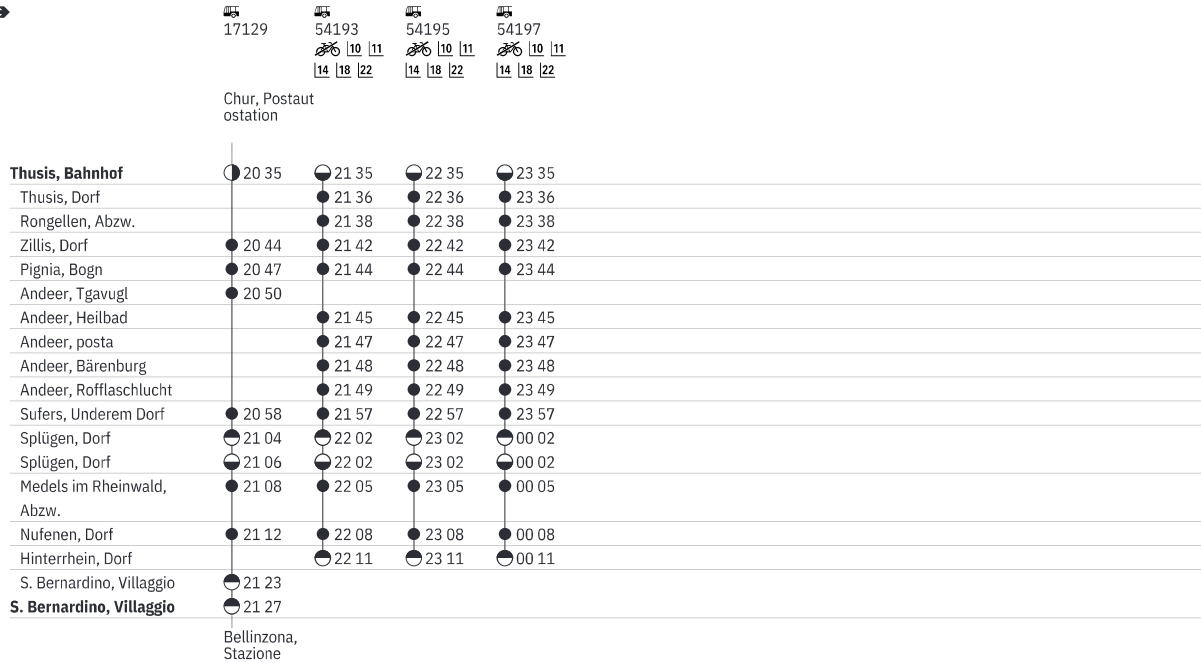 17129 54193 54195 54197
10 11 10 11 10 11
14 18 22 14 18 22 14 18 22
Chur, Postaut
ostation
Thusis, Bahnhof 20 35 21 35 22 35 23 35
Thusis, Dorf 21 36 22 36 23 36
Rongellen, Abzw. 21 38 22 38 23 38
Zillis, Dorf 20 44 21 42 22 42 23 42
Pignia, Bogn 20 47 21 44 22 44 23 44
Andeer, Tgavugl 20 50
Andeer, Heilbad 21 45 22 45 23 45
Andeer, posta 21 47 22 47 23 47
Andeer, Bärenburg 21 48 22 48 23 48
Andeer, Rofflaschlucht 21 49 22 49 23 49
Sufers, Underem Dorf 20 58 21 57 22 57 23 57
Splügen, Dorf 21 04 22 02 23 02 00 02
Splügen, Dorf 21 06 22 02 23 02 00 02
Medels im Rheinwald, 21 08 22 05 23 05 00 05
Abzw.
Nufenen, Dorf 21 12 22 08 23 08 00 08
Hinterrhein, Dorf 22 11 23 11 00 11
S. Bernardino, Villaggio 21 23
S. Bernardino, Villaggio 21 27
Bellinzona,
Stazione